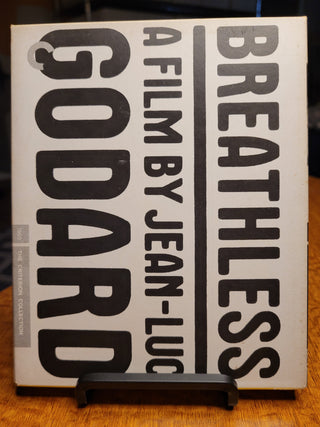 BREATHLESS
A FILM BY JEAN-LUC
GODARD
THE CRITERION COLLECTION